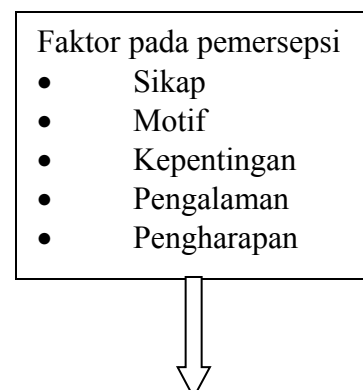 Faktor pada pemersepsi
• Sikap
• Motif
• Kepentingan
• Pengalaman
• Pengharapan